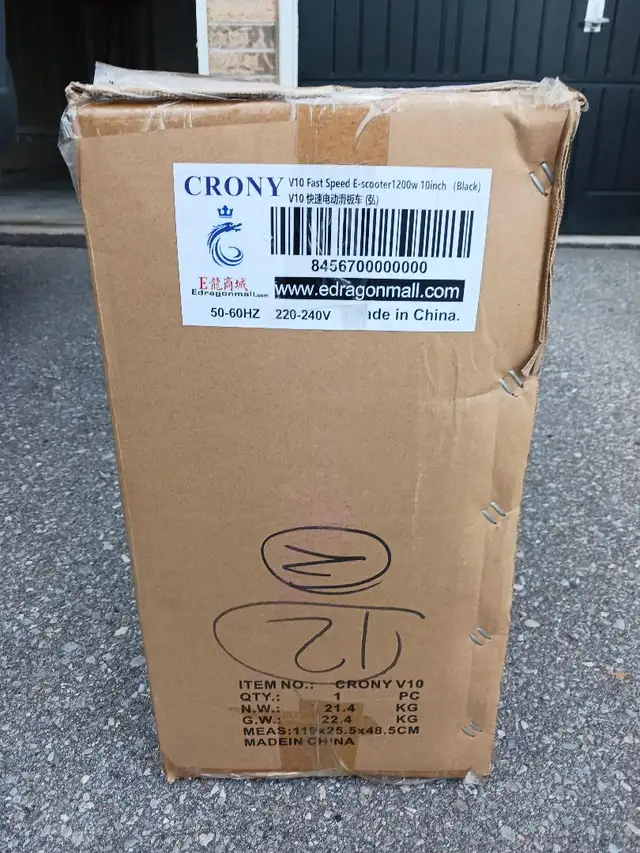 CRONY
V10 Fast Speed E-scooter1200w 10inch (Black)
V10 快速电动滑板车 (弘)
8456700000000
E龍商城
Edragonmall.com
www.edragonmall.com
50-60HZ 220-240V ade in China.
N
12
ITEM NO.: CRONY V10
QTY.: 1 PC
N.W.: 21.4 KG
G.W.: 22.4 KG
MEAS:119x25.5x48.5CM
MADEIN CHINA